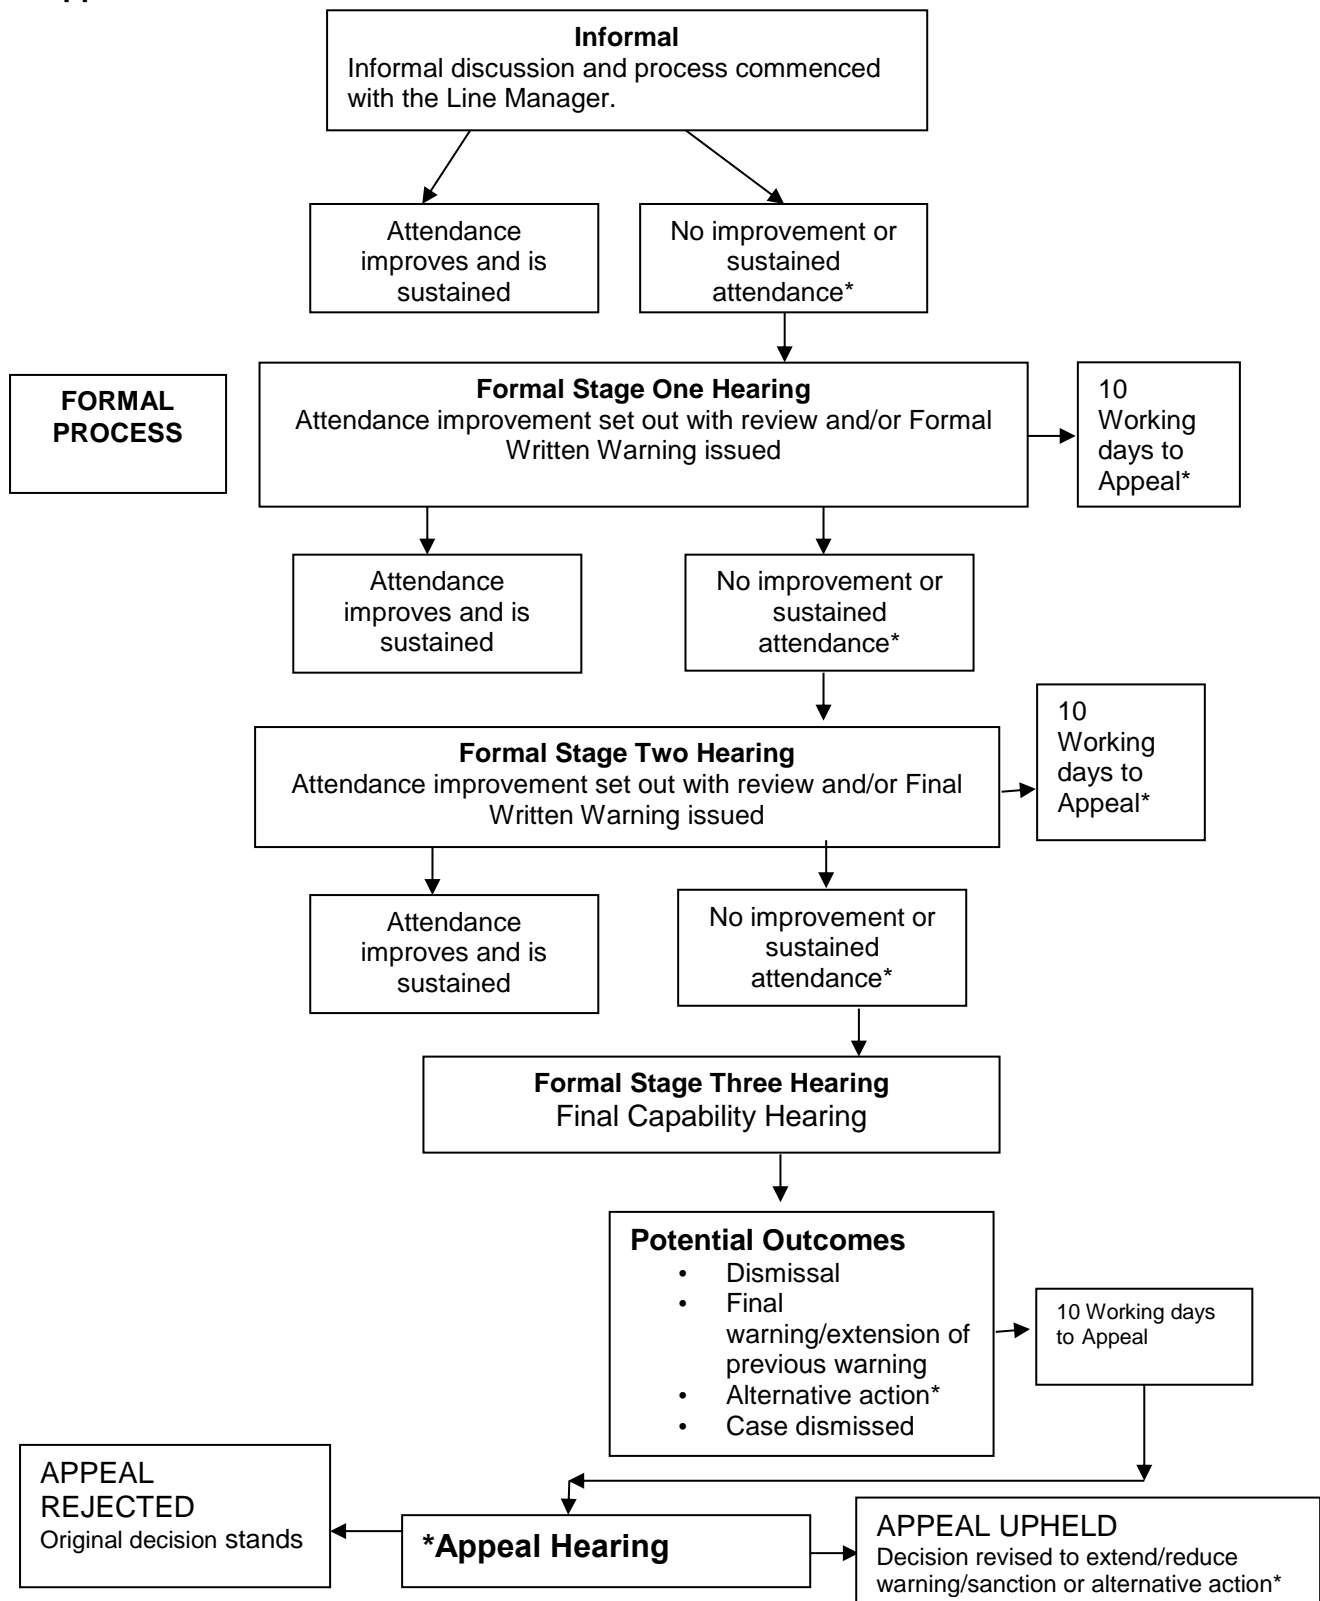 Informal
Informal discussion and process commenced
with the Line Manager.
Attendance
improves and is
sustained
No improvement or
sustained
attendance*
FORMAL
PROCESS
Formal Stage One Hearing
Attendance improvement set out with review and/or Formal
Written Warning issued
10
Working
days to
Appeal*
Attendance
improves and is
sustained
No improvement or
sustained
attendance*
Formal Stage Two Hearing
Attendance improvement set out with review and/or Final
Written Warning issued
10
Working
days to
Appeal*
Attendance
improves and is
sustained
No improvement or
sustained
attendance*
Formal Stage Three Hearing
Final Capability Hearing
Potential Outcomes
• Dismissal
• Final
warning/extension of
previous warning
• Alternative action*
• Case dismissed
10 Working days
to Appeal
APPEAL
REJECTED
Original decision stands
*Appeal Hearing
APPEAL UPHELD
Decision revised to extend/reduce
warning/sanction or alternative action*